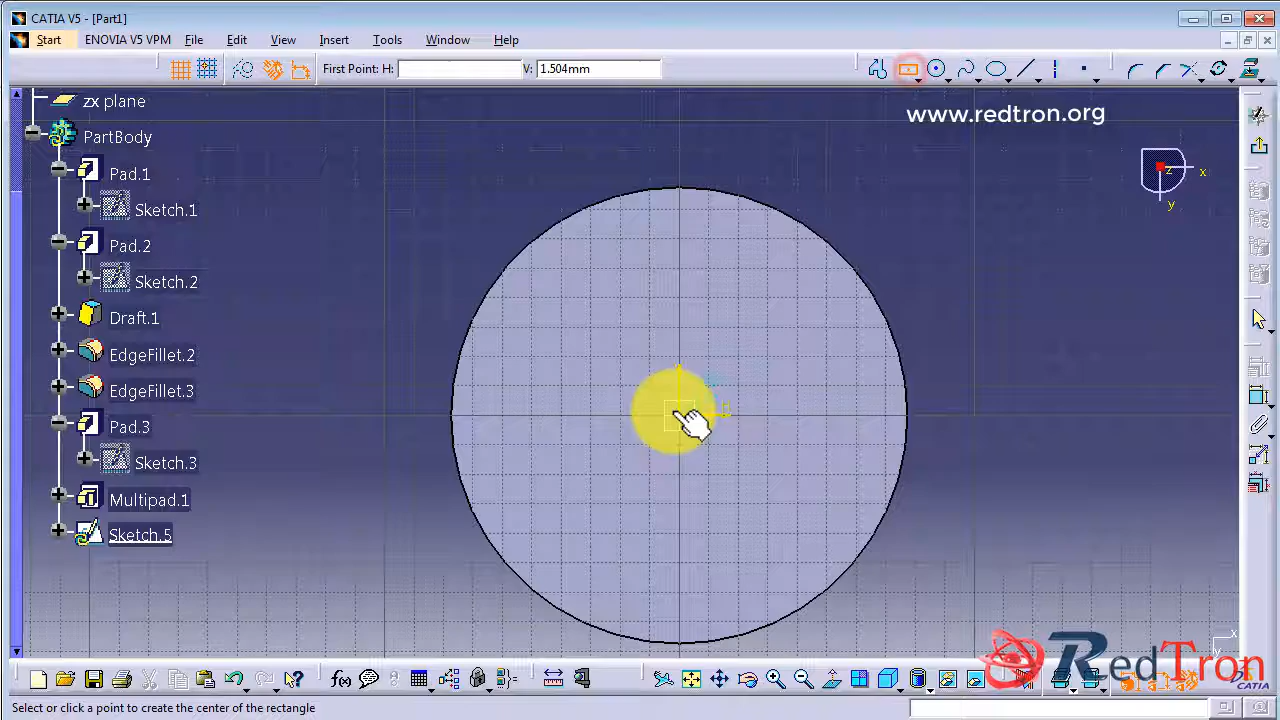 CATIA V5 - [Part1]
Start ENOVIA V5 VPM File Edit View Insert Tools Window Help
First Point: H: V: 1.504mm
www.redtron.org
zx plane
PartBody
Pad.1
Sketch.1
Pad.2
Sketch.2
Draft.1
EdgeFillet.2
EdgeFillet.3
Pad.3
Sketch.3
Multipad.1
Sketch.5
z x
y
x
f(x)
RedTron
CATIA
Select or click a point to create the center of the rectangle